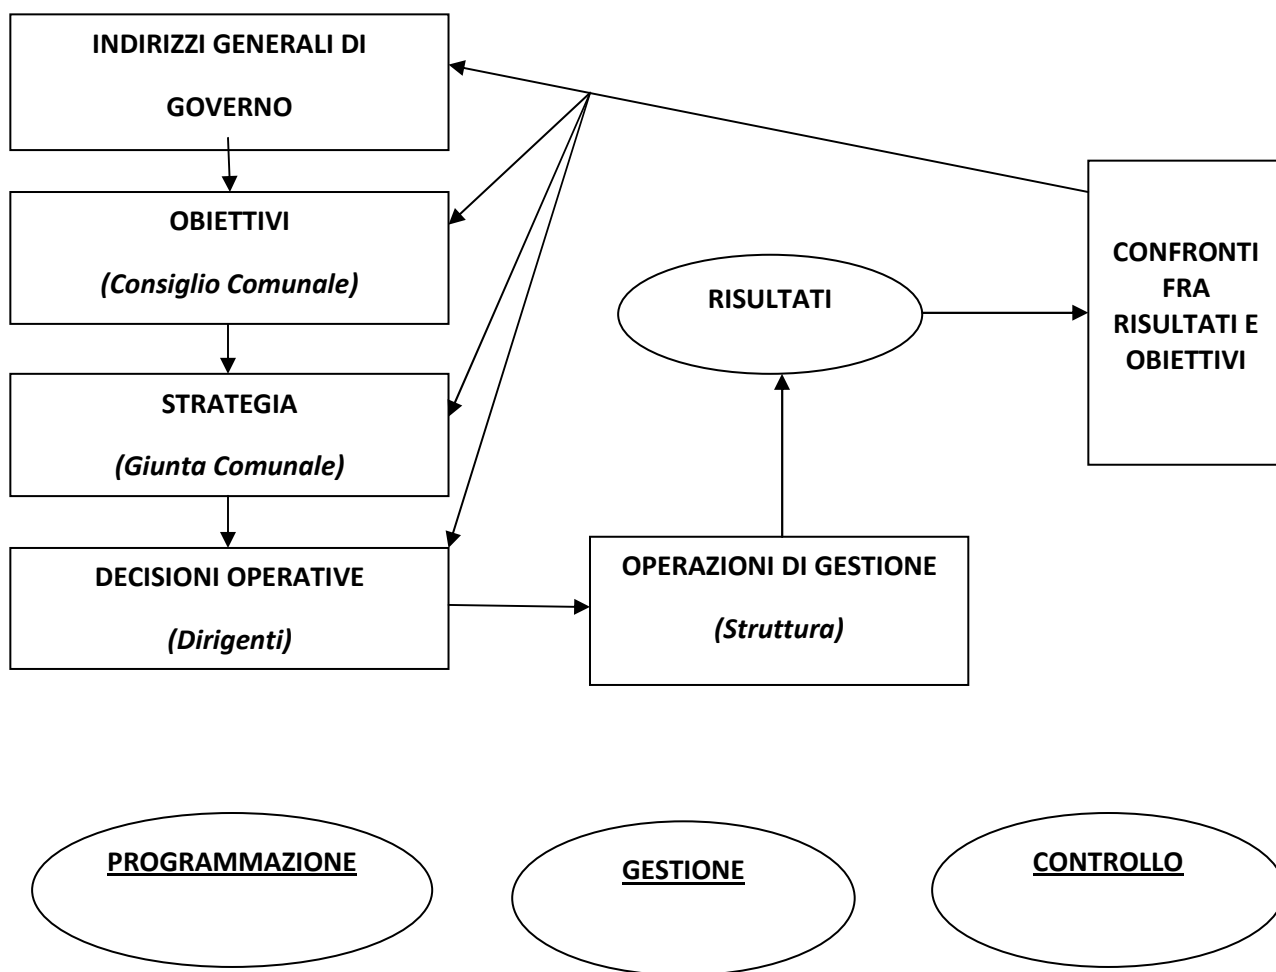 INDIRIZZI GENERALI DI
GOVERNO
OBIETTIVI
(Consiglio Comunale)
STRATEGIA
(Giunta Comunale)
DECISIONI OPERATIVE
(Dirigenti)
OPERAZIONI DI GESTIONE
(Struttura)
RISULTATI
CONFRONTI
FRA
RISULTATI E
OBIETTIVI
PROGRAMMAZIONE
GESTIONE
CONTROLLO